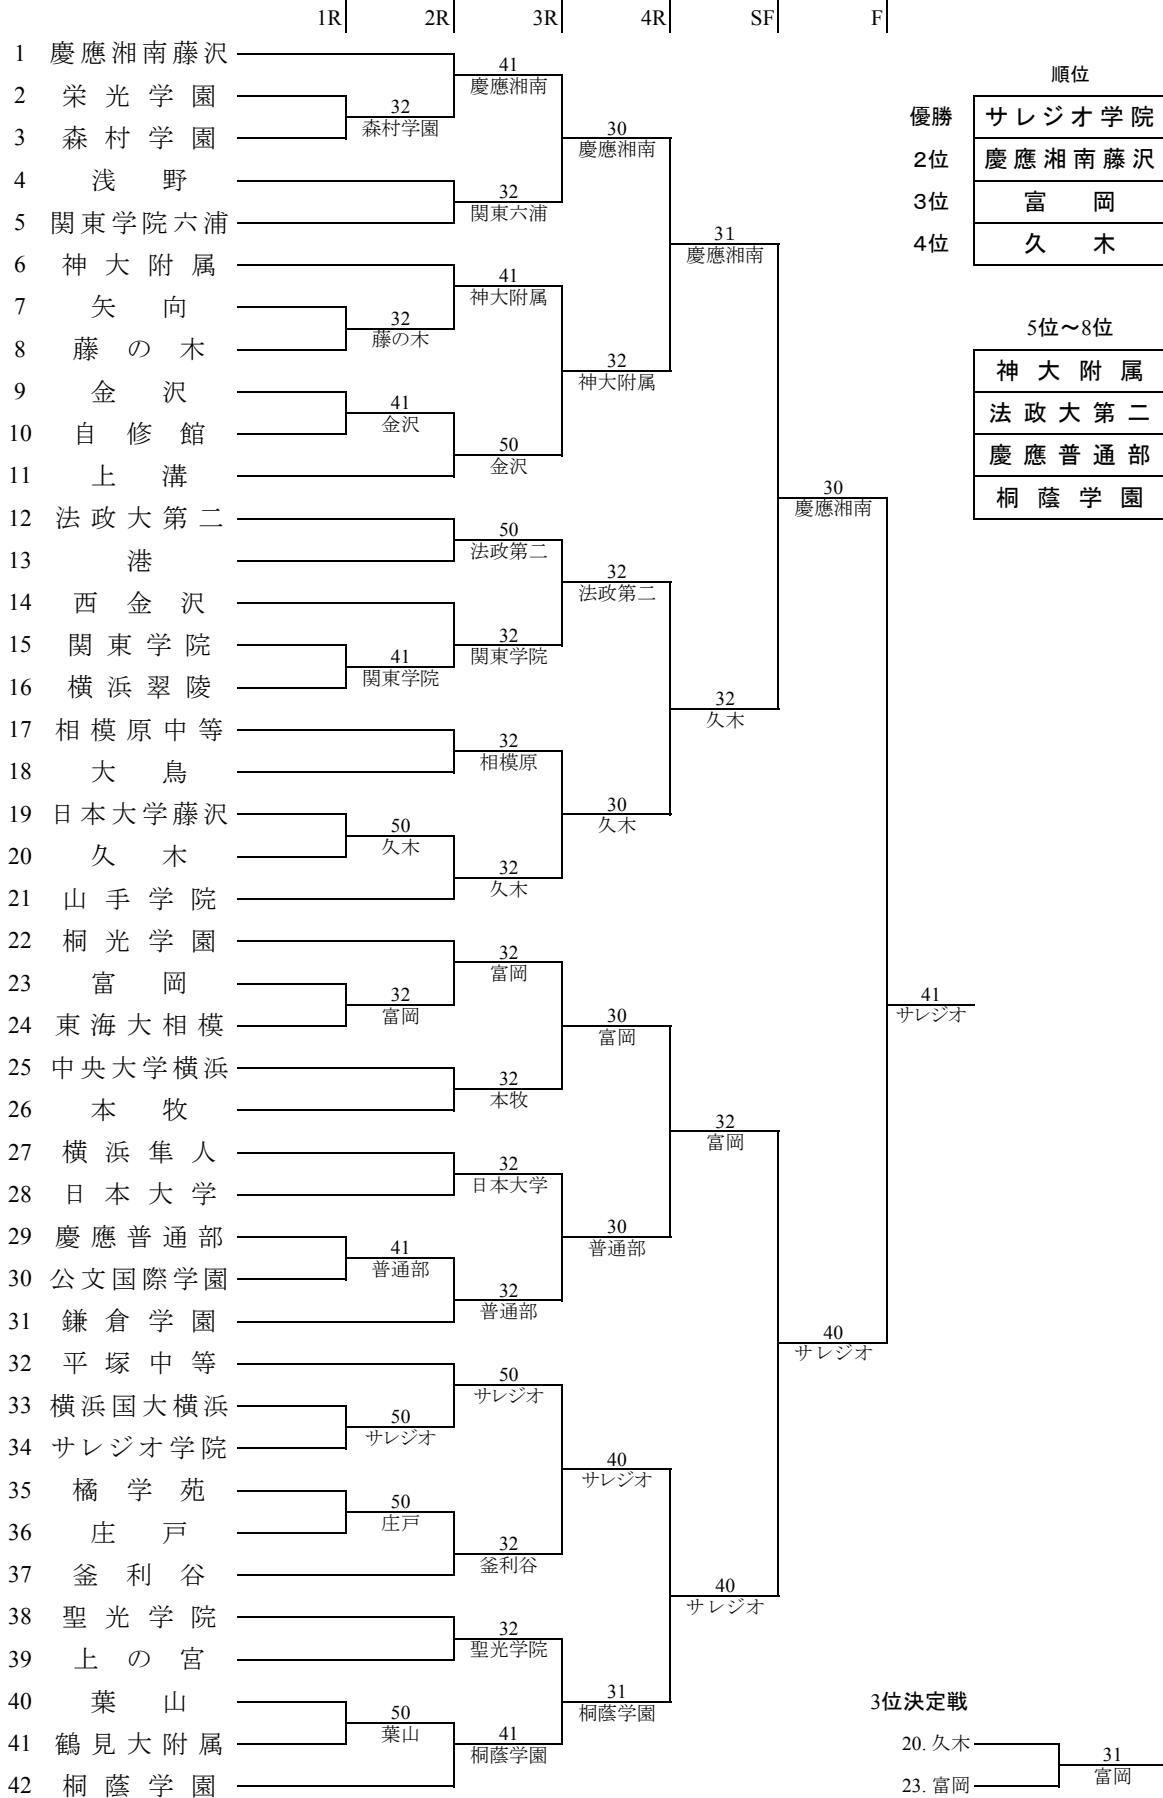 1R 2R 3R 4R SF F
1 慶應湘南藤沢
2 栄光学園
3 森村学園
4 浅野
5 関東学院六浦
6 神大附属
7 矢向
8 藤の木
9 金沢
10 自修館
11 上溝
12 法政大第二
13 港
14 西金沢
15 関東学院
16 横浜翠陵
17 相模原中等
18 大鳥
19 日本大学藤沢
20 久木
21 山手学院
22 桐光学園
23 富岡
24 東海大相模
25 中央大学横浜
26 本牧
27 横浜隼人
28 日本大学
29 慶應普通部
30 公文国際学園
31 鎌倉学園
32 平塚中等
33 横浜国大横浜
34 サレジオ学院
35 橘学苑
36 庄戸
37 釜利谷
38 聖光学院
39 上の宮
40 葉山
41 鶴見大附属
42 桐蔭学園
32
森村学園
32
藤の木
41
金沢
41
関東学院
50
久木
32
富岡
41
普通部
50
サレジオ
50
庄戸
50
葉山
41
慶應湘南
32
関東六浦
41
神大附属
50
金沢
50
法政第二
32
関東学院
32
相模原
32
久木
32
富岡
32
本牧
32
日本大学
32
普通部
50
サレジオ
32
釜利谷
32
聖光学院
41
桐蔭学園
30
慶應湘南
32
神大附属
32
法政第二
30
久木
30
富岡
30
普通部
40
サレジオ
31
桐蔭学園
31
慶應湘南
32
久木
32
富岡
40
サレジオ
30
慶應湘南
40
サレジオ
41
サレジオ
順位
優勝 サレジオ学院
2位 慶應湘南藤沢
3位 富岡
4位 久木
5位～8位
神大附属
法政大第二
慶應普通部
桐蔭学園
3位決定戦
20. 久木
23. 富岡
31
富岡